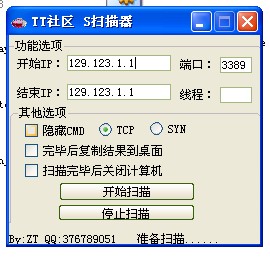 TT社区 S扫描器
功能选项
开始IP： 129.123.1.1 端口： 3389
结束IP： 129.123.1.1 线程：
其他选项
隐藏CMD TCP SYN
完毕后复制结果到桌面
扫描完毕后关闭计算机
开始扫描
停止扫描
By:ZT QQ:376789051 准备扫描......